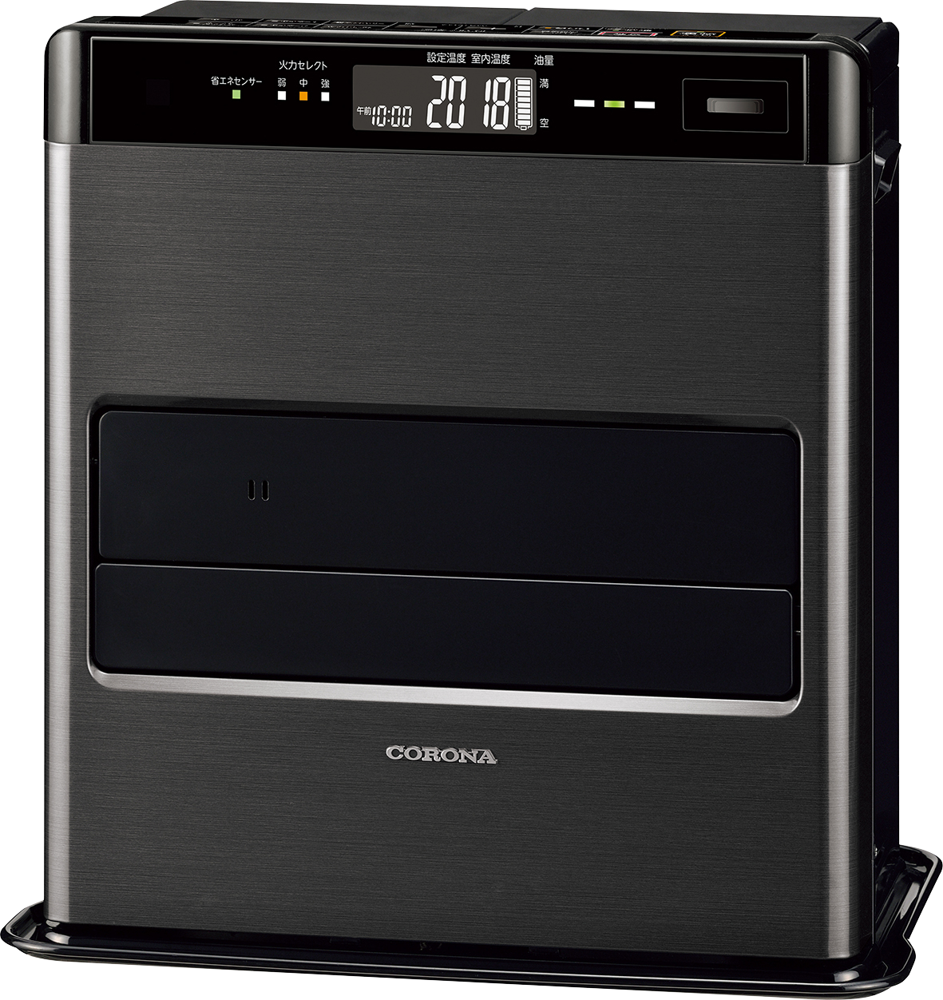 設定温度 室内温度 油量
火力セレクト
省エネセンサー 弱 中 強
満
午前10:00 20 18
空
CORONA